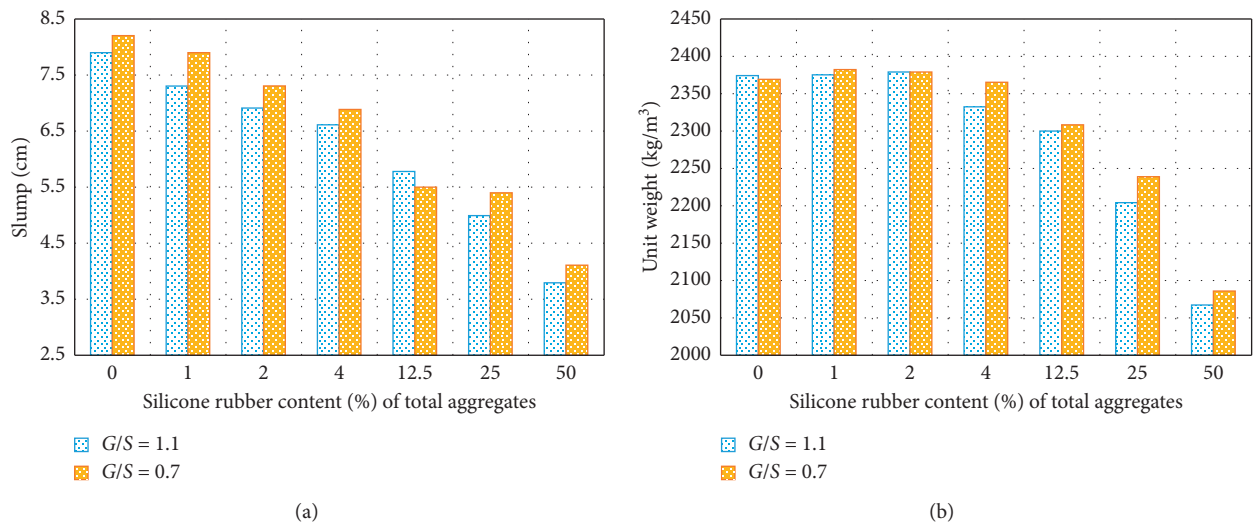 8.5
7.5
6.5
5.5
4.5
3.5
2.5
Slump (cm)
0 1 2 4 12.5 25 50
Silicone rubber content (%) of total aggregates
G/S = 1.1
G/S = 0.7
(a)
2450
2400
2350
2300
2250
2200
2150
2100
2050
2000
Unit weight (kg/m³)
0 1 2 4 12.5 25 50
Silicone rubber content (%) of total aggregates
G/S = 1.1
G/S = 0.7
(b)